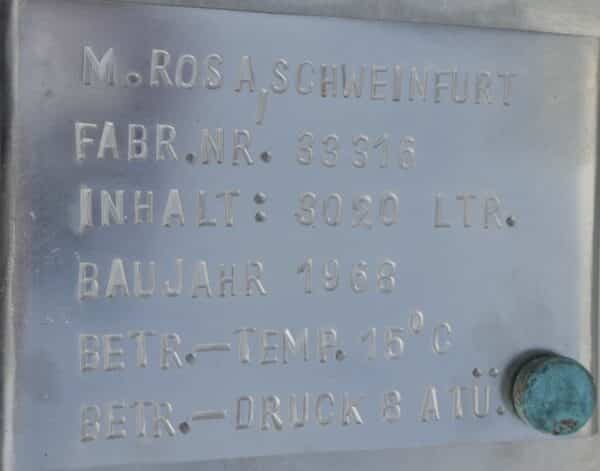 M. ROSA, SCHWEINFURT
FABR.NR. 33316
INHALT: 3020 LTR.
BAUJAHR 1968
BETR.-TEMP. 15°C
BETR.-DRUCK 8 ATÜ.